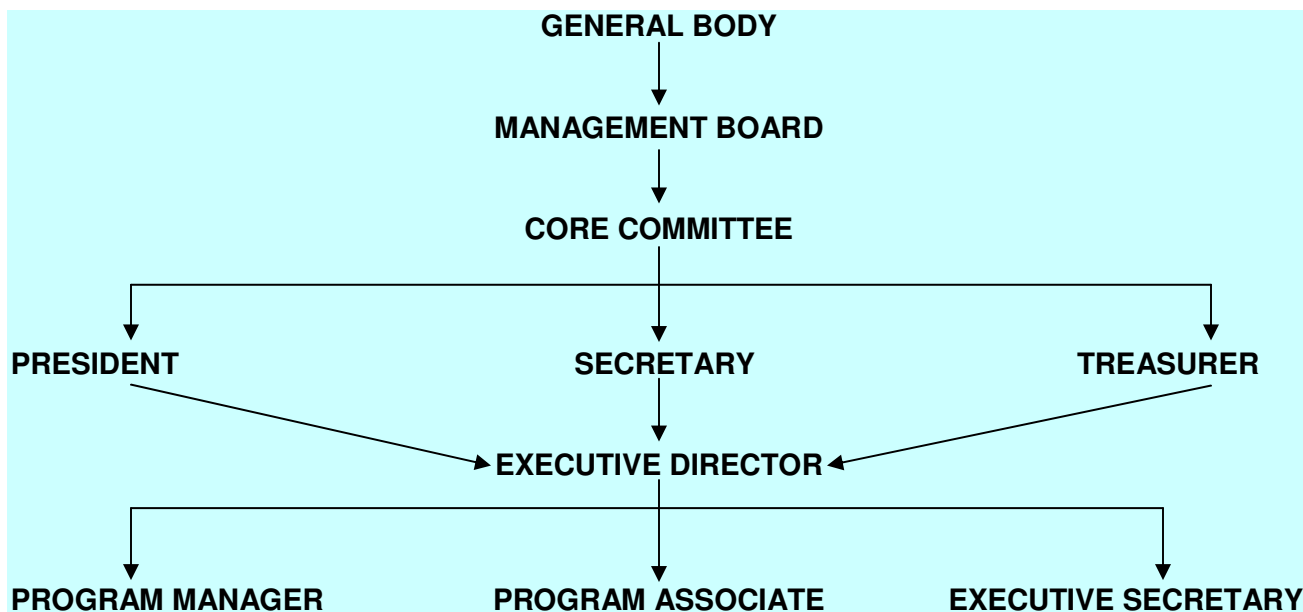 GENERAL BODY
MANAGEMENT BOARD
CORE COMMITTEE
PRESIDENT SECRETARY TREASURER
EXECUTIVE DIRECTOR
PROGRAM MANAGER PROGRAM ASSOCIATE EXECUTIVE SECRETARY